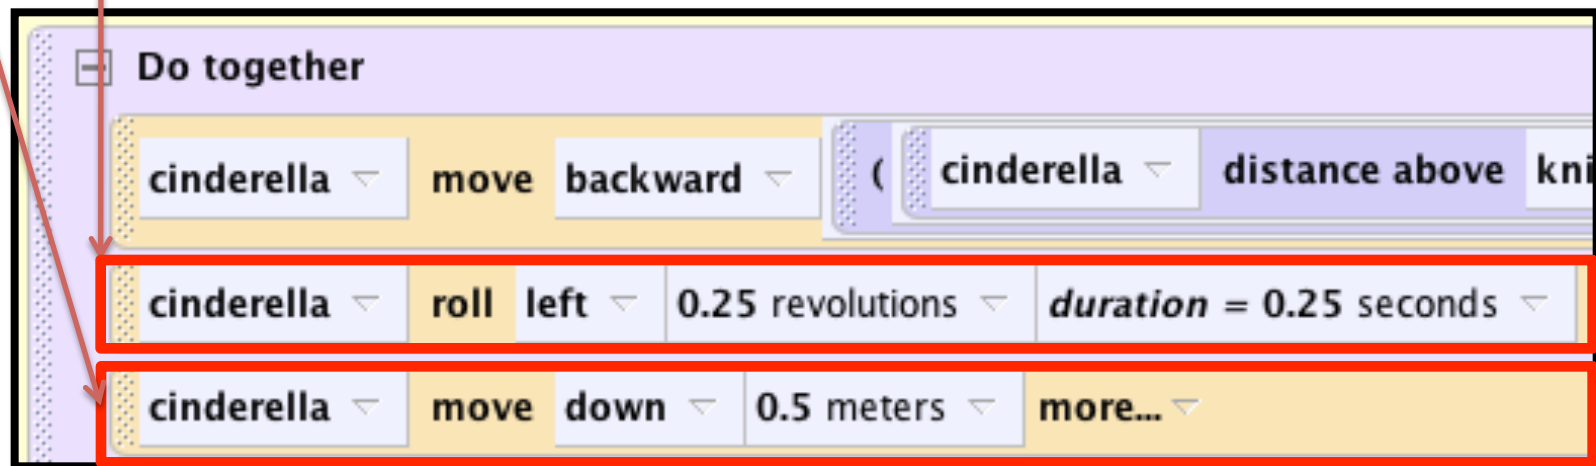 Do together
cinderella move backward ( cinderella distance above
cinderella roll left 0.25 revolutions duration = 0.25 seconds
cinderella move down 0.5 meters more...